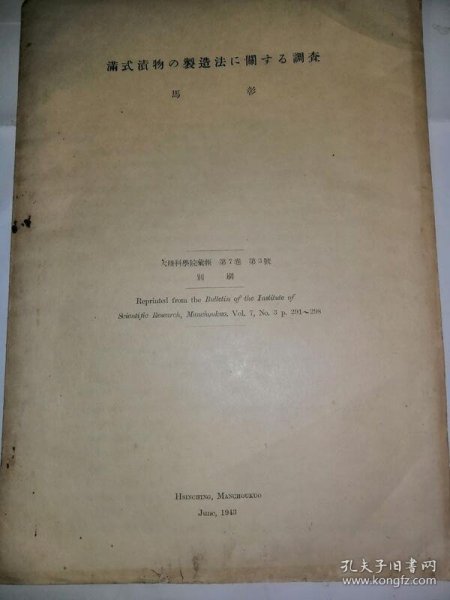 滿式漬物の製造法に關する調査
馬 彰
大陸科學院彙報 第7卷 第3號
別 刷
Reprinted from the Bulletin of the Institute of
Scientific Research, Manchoukuo. Vol. 7, No. 3 p. 291~298
HSINCHING, MANCHOUKUO
June, 1943
孔夫子旧书网
www.kongfz.com